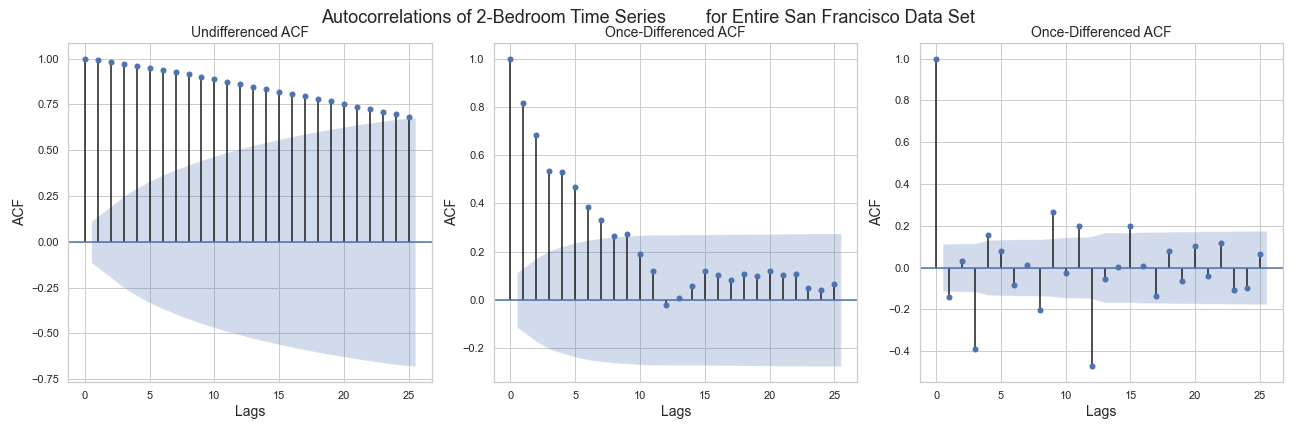 Autocorrelations of 2-Bedroom Time Series        for Entire San Francisco Data Set
Undifferenced ACF
1.00
0.75
0.50
0.25
0.00
−0.25
−0.50
−0.75
ACF
0 5 10 15 20 25
Lags
Once-Differenced ACF
1.0
0.8
0.6
0.4
0.2
0.0
−0.2
ACF
0 5 10 15 20 25
Lags
Once-Differenced ACF
1.0
0.8
0.6
0.4
0.2
0.0
−0.2
−0.4
ACF
0 5 10 15 20 25
Lags